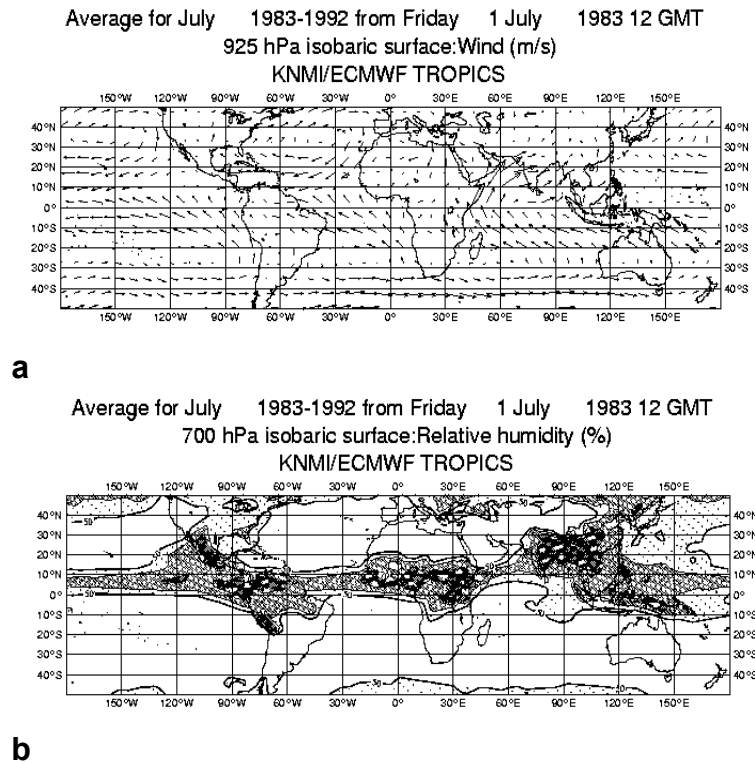 Average for July 1983-1992 from Friday 1 July 1983 12 GMT
925 hPa isobaric surface:Wind (m/s)
KNMI/ECMWF TROPICS
150°W 120°W 90°W 60°W 30°W 0° 30°E 60°E 90°E 120°E 150°E
40°N 40°N
30°N 30°N
20°N 20°N
10°N 10°N
0° 0°
10°S 10°S
20°S 20°S
30°S 30°S
40°S 40°S
150°W 120°W 90°W 60°W 30°W 0° 30°E 60°E 90°E 120°E 150°E
a
Average for July 1983-1992 from Friday 1 July 1983 12 GMT
700 hPa isobaric surface:Relative humidity (%)
KNMI/ECMWF TROPICS
150°W 120°W 90°W 60°W 30°W 0° 30°E 60°E 90°E 120°E 150°E
40°N 40°N
30°N 30°N
20°N 20°N
10°N 10°N
0° 0°
10°S 10°S
20°S 20°S
30°S 30°S
40°S 40°S
150°W 120°W 90°W 60°W 30°W 0° 30°E 60°E 90°E 120°E 150°E
b